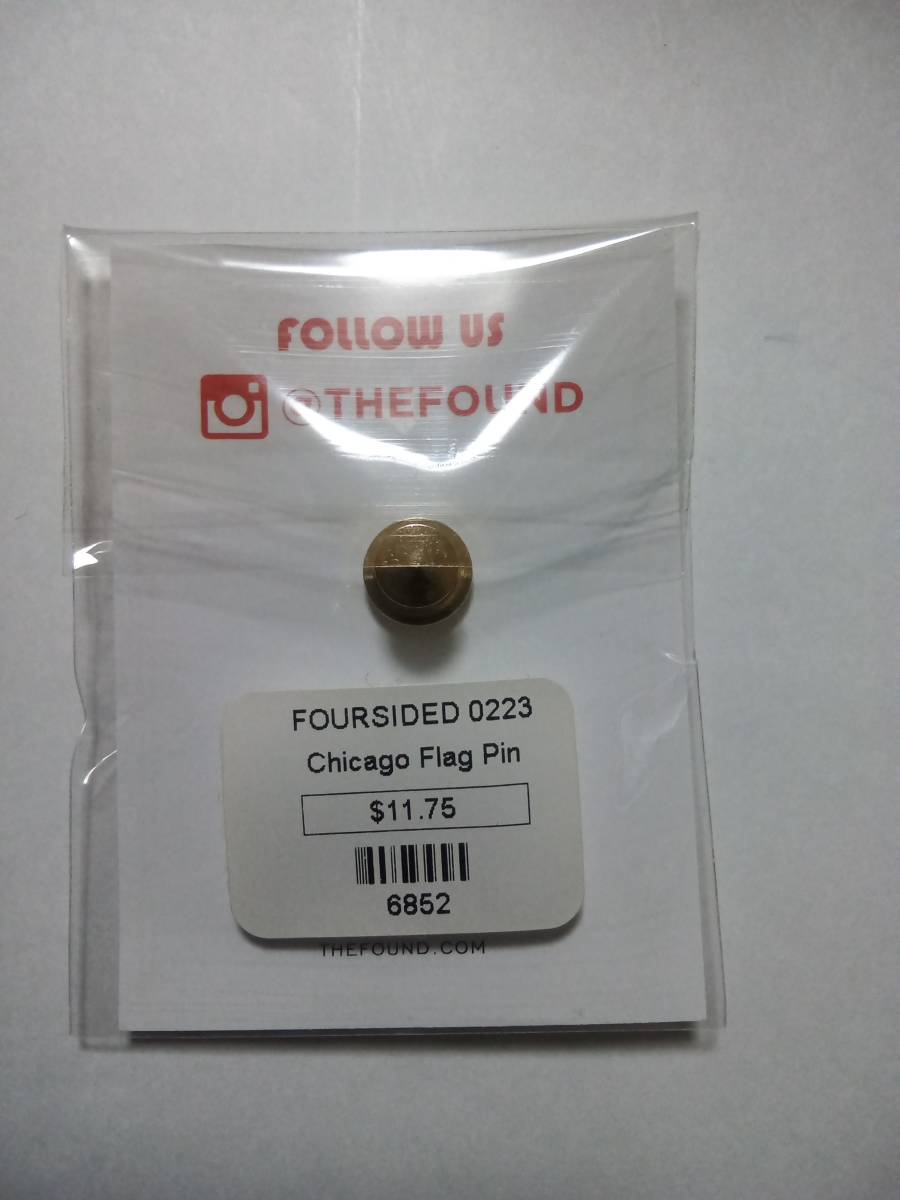 FOLLOW US
@THEFOUND
FOURSIDED 0223
Chicago Flag Pin
$11.75
6852
THEFOUND.COM